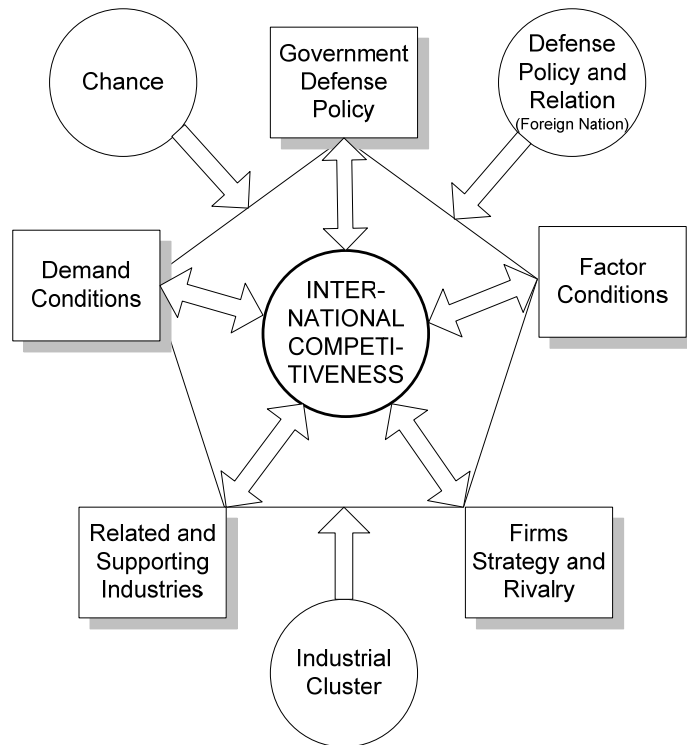 Chance
Government
Defense
Policy
Defense
Policy and
Relation
(Foreign Nation)
Demand
Conditions
INTER-
NATIONAL
COMPETI-
TIVENESS
Factor
Conditions
Related and
Supporting
Industries
Firms
Strategy and
Rivalry
Industrial
Cluster